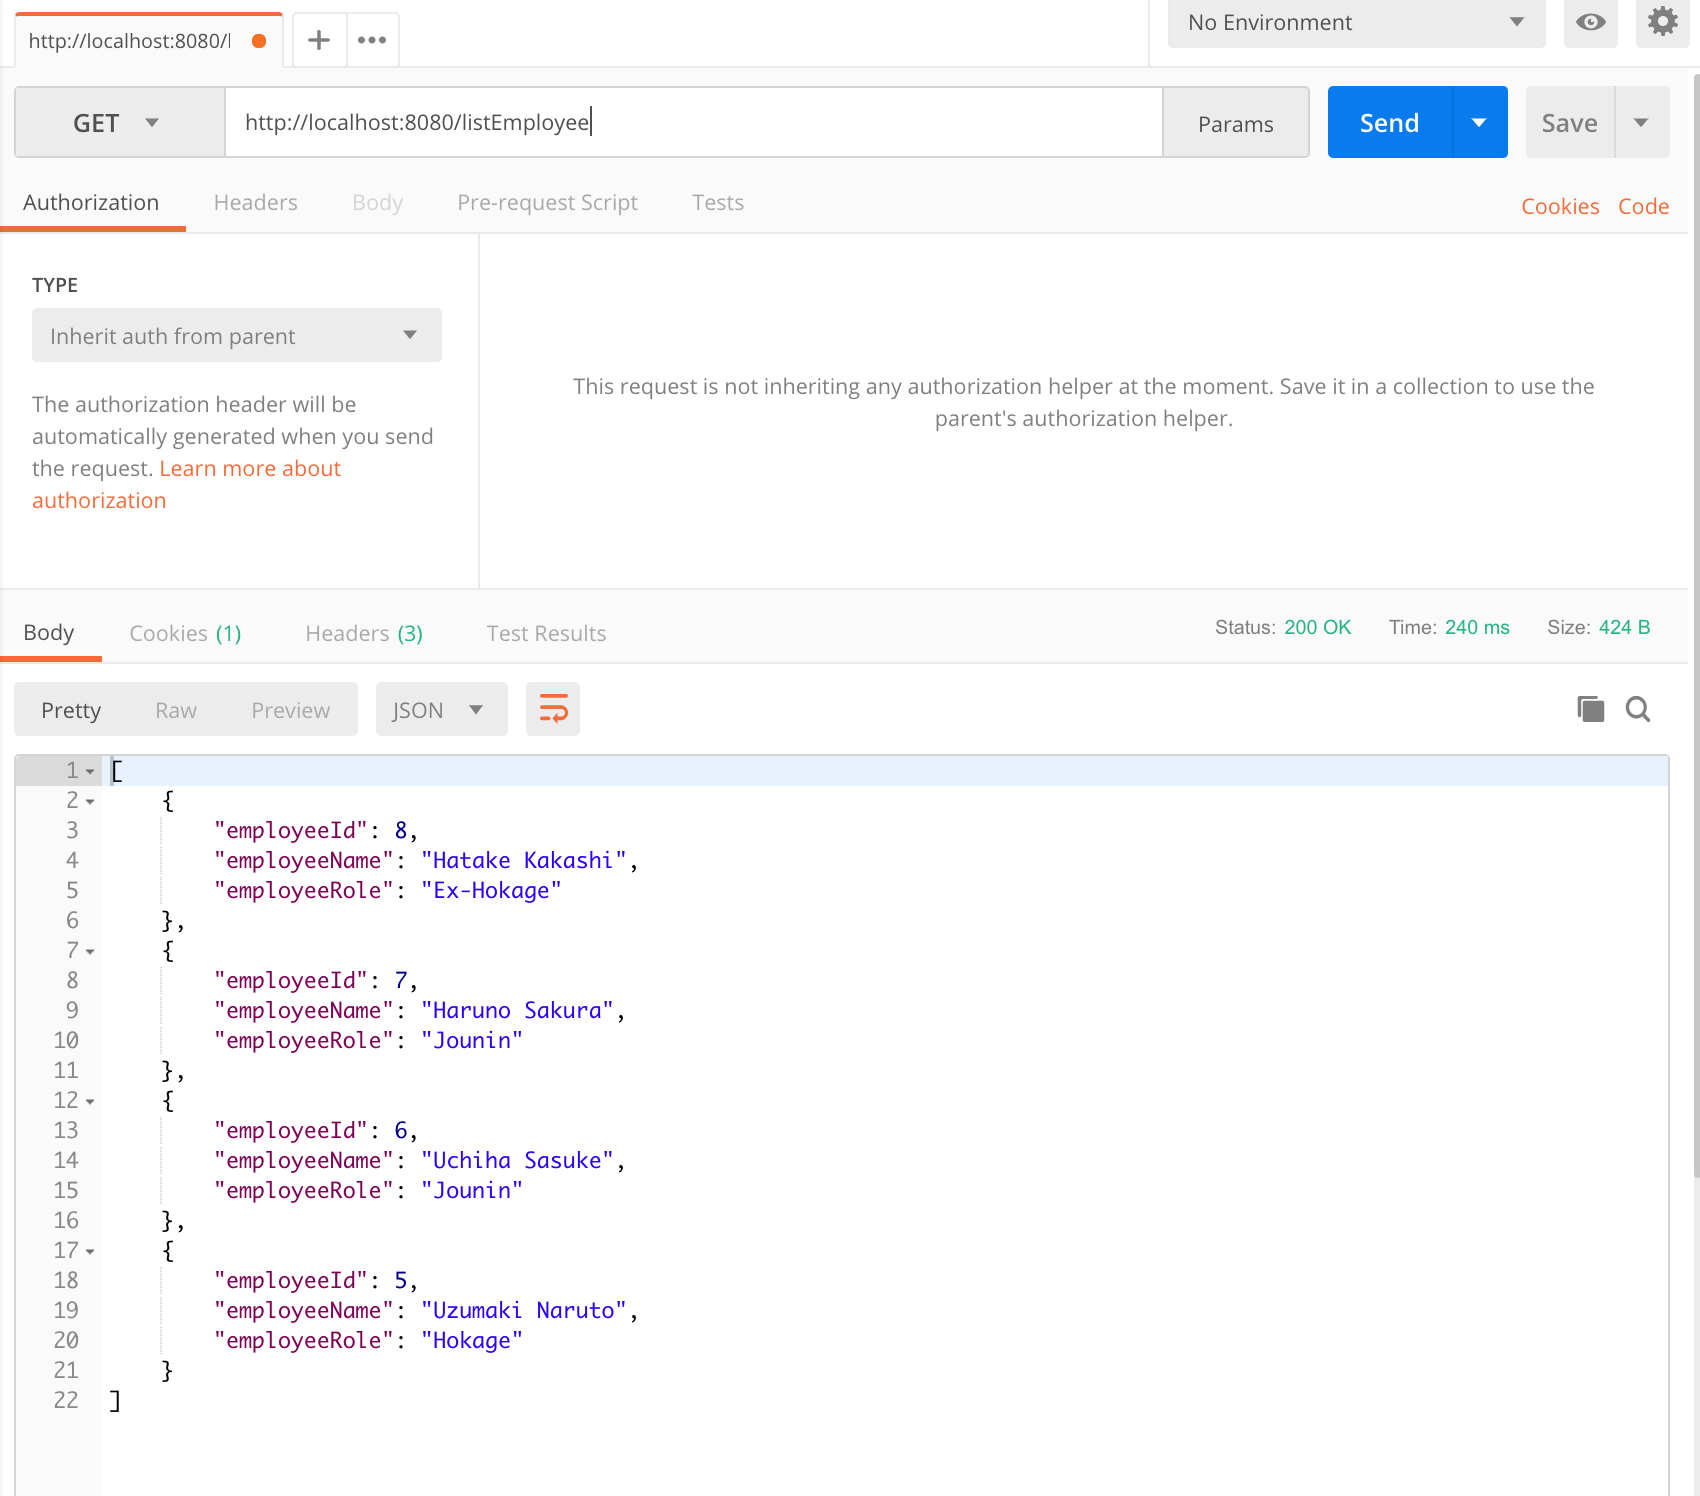 http://localhost:8080/l
No Environment
GET
http://localhost:8080/listEmployee
Params
Send
Save
Authorization
Headers
Body
Pre-request Script
Tests
Cookies
Code
TYPE
Inherit auth from parent
The authorization header will be
automatically generated when you send
the request. Learn more about
authorization
This request is not inheriting any authorization helper at the moment. Save it in a collection to use the
parent's authorization helper.
Body
Cookies (1)
Headers (3)
Test Results
Status: 200 OK
Time: 240 ms
Size: 424 B
Pretty
Raw
Preview
JSON
1 [
2 {
3 "employeeId": 8,
4 "employeeName": "Hatake Kakashi",
5 "employeeRole": "Ex-Hokage"
6 },
7 {
8 "employeeId": 7,
9 "employeeName": "Haruno Sakura",
10 "employeeRole": "Jounin"
11 },
12 {
13 "employeeId": 6,
14 "employeeName": "Uchiha Sasuke",
15 "employeeRole": "Jounin"
16 },
17 {
18 "employeeId": 5,
19 "employeeName": "Uzumaki Naruto",
20 "employeeRole": "Hokage"
21 }
22 ]